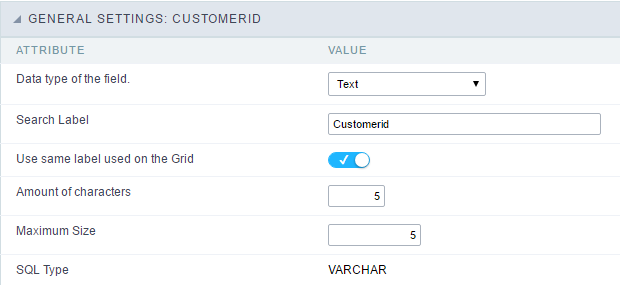 GENERAL SETTINGS: CUSTOMERID
ATTRIBUTE VALUE
Data type of the field. Text
Search Label Customerid
Use same label used on the Grid
Amount of characters 5
Maximum Size 5
SQL Type VARCHAR